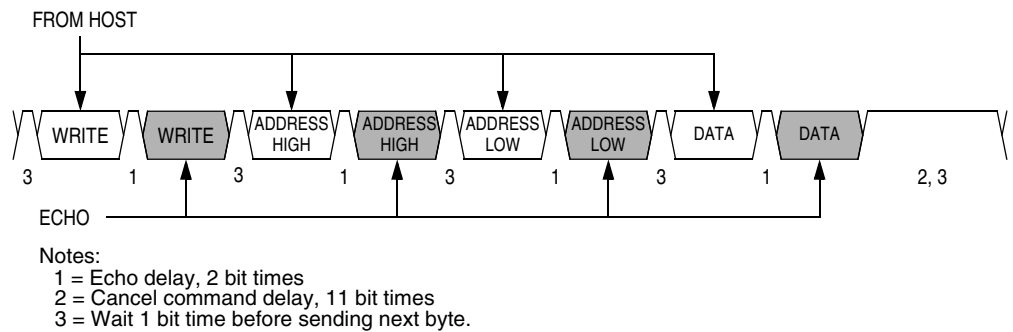 FROM HOST
WRITE WRITE ADDRESS HIGH ADDRESS HIGH ADDRESS LOW ADDRESS LOW DATA DATA
3 1 3 1 3 1 3 1 2, 3
ECHO
Notes:
1 = Echo delay, 2 bit times
2 = Cancel command delay, 11 bit times
3 = Wait 1 bit time before sending next byte.